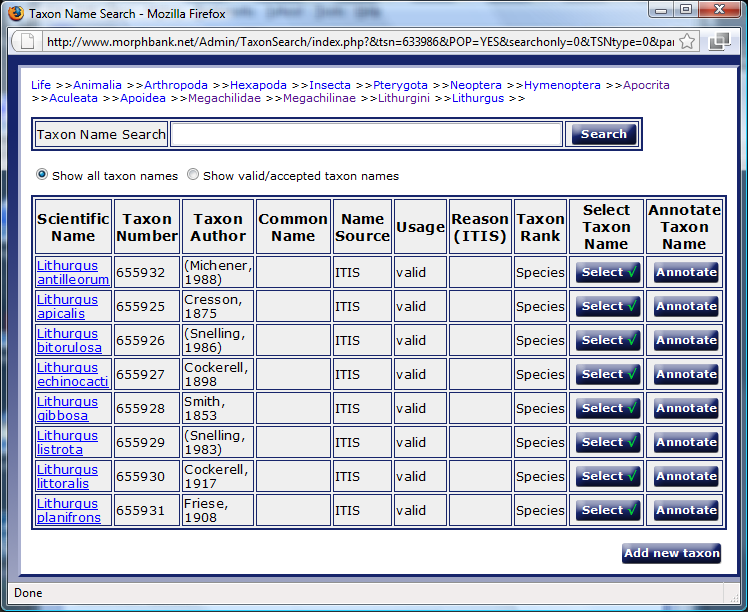 Taxon Name Search - Mozilla Firefox
http://www.morphbank.net/Admin/TaxonSearch/index.php?&tsn=633986&POP=YES&searchonly=0&TSNtype=0&pa
Life >>Animalia >>Arthropoda >>Hexapoda >>Insecta >>Pterygota >>Neoptera >>Hymenoptera >>Apocrita
>>Aculeata >>Apoidea >>Megachilidae >>Megachilinae >>Lithurgini >>Lithurgus >>
Taxon Name Search Search
Show all taxon names Show valid/accepted taxon names
Scientific Name Taxon Number Taxon Author Common Name Name Source Usage Reason (ITIS) Taxon Rank Select Taxon Name Annotate Taxon Name
Lithurgus antilleorum 655932 (Michener, 1988) ITIS valid Species Select √ Annotate
Lithurgus apicalis 655925 Cresson, 1875 ITIS valid Species Select √ Annotate
Lithurgus bitorulosa 655926 (Snelling, 1986) ITIS valid Species Select √ Annotate
Lithurgus echinocacti 655927 Cockerell, 1898 ITIS valid Species Select √ Annotate
Lithurgus gibbosa 655928 Smith, 1853 ITIS valid Species Select √ Annotate
Lithurgus listrota 655929 (Snelling, 1983) ITIS valid Species Select √ Annotate
Lithurgus littoralis 655930 Cockerell, 1917 ITIS valid Species Select √ Annotate
Lithurgus planifrons 655931 Friese, 1908 ITIS valid Species Select √ Annotate
Add new taxon
Done